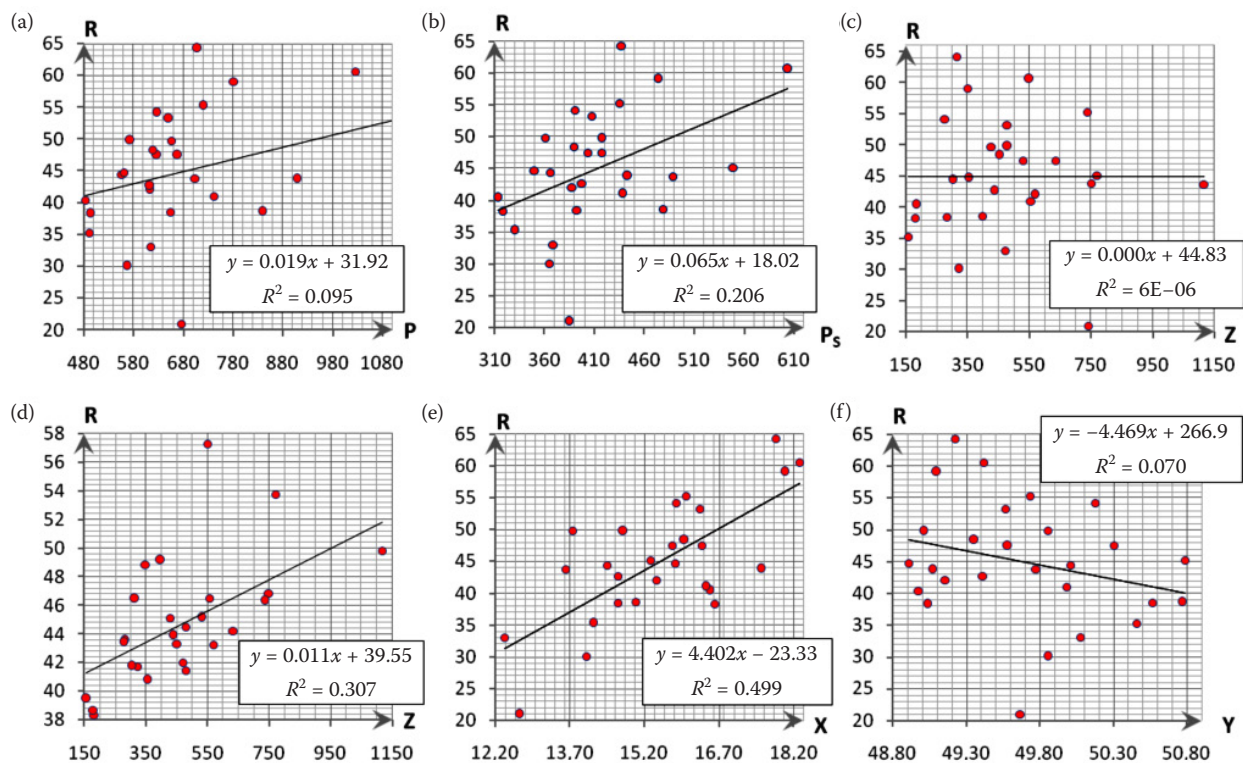 (a)
R
65
60
55
50
45
40
35
30
25
20
y = 0.019x + 31.92
R² = 0.095
P
480 580 680 780 880 980 1080
(b)
R
65
60
55
50
45
40
35
30
25
20
y = 0.065x + 18.02
R² = 0.206
Ps
310 360 410 460 510 560 610
(c)
R
65
60
55
50
45
40
35
30
25
20
y = 0.000x + 44.83
R² = 6E–06
Z
150 350 550 750 950 1150
(d)
R
58
56
54
52
50
48
46
44
42
40
38
y = 0.011x + 39.55
R² = 0.307
Z
150 350 550 750 950 1150
(e)
R
65
60
55
50
45
40
35
30
25
20
y = 4.402x – 23.33
R² = 0.499
X
12,20 13,70 15,20 16,70 18,20
(f)
R
65
60
55
50
45
40
35
30
25
20
y = –4.469x + 266.9
R² = 0.070
Y
48.80 49.30 49.80 50.30 50.80